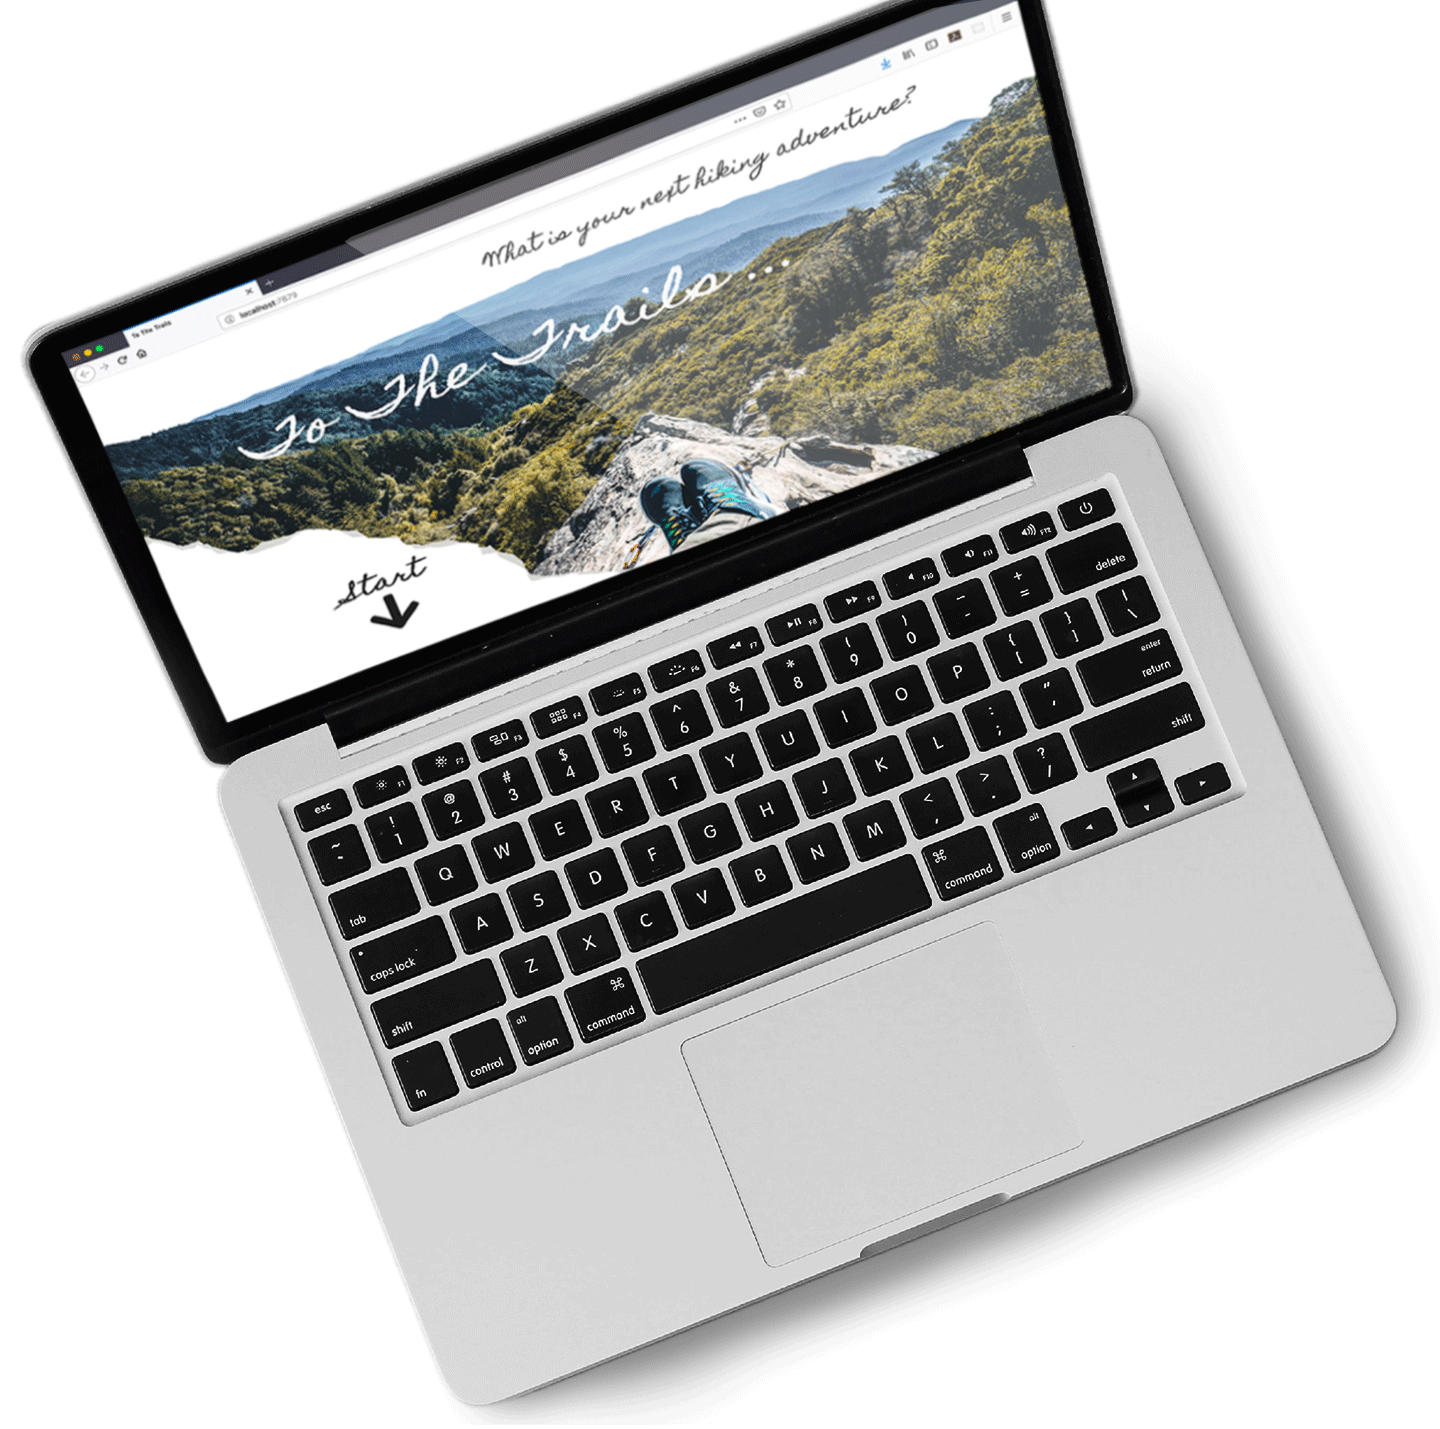 To The Trails
localhost:7879
What is your next hiking adventure?
To The Trails ...
Start
esc F1 F2 F3 F4 F5 F6 F7 F8 F9 F10 F11 F12
~ ! @ # $ % ^ & * ( ) _ + delete
` 1 2 3 4 5 6 7 8 9 0 - =
tab Q W E R T Y U I O P { [ } ] | \
caps lock A S D F G H J K L : ; " ' enter return
shift Z X C V B N M < , > . ? / shift
fn control alt option ⌘ command ⌘ command alt option